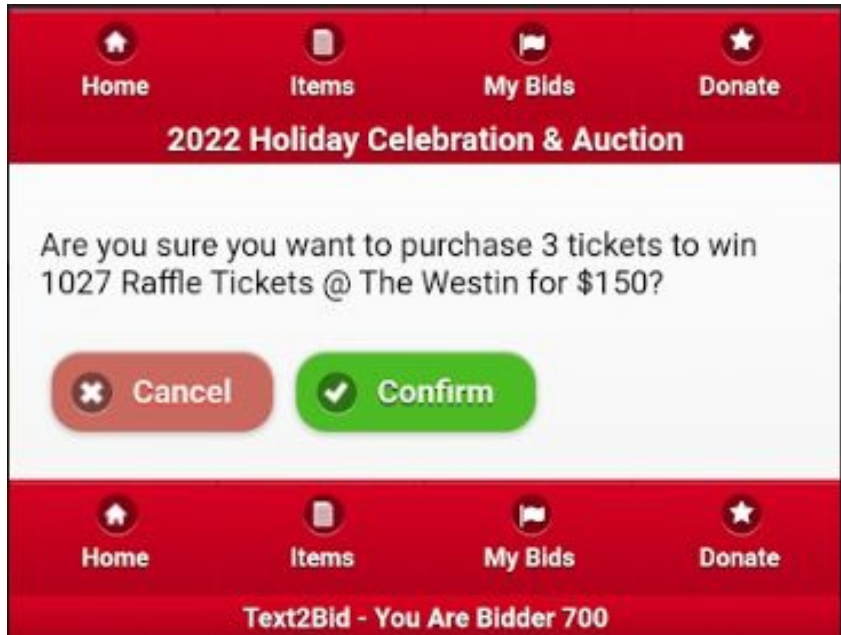 Home Items My Bids Donate
2022 Holiday Celebration & Auction
Are you sure you want to purchase 3 tickets to win
1027 Raffle Tickets @ The Westin for $150?
Cancel Confirm
Home Items My Bids Donate
Text2Bid - You Are Bidder 700